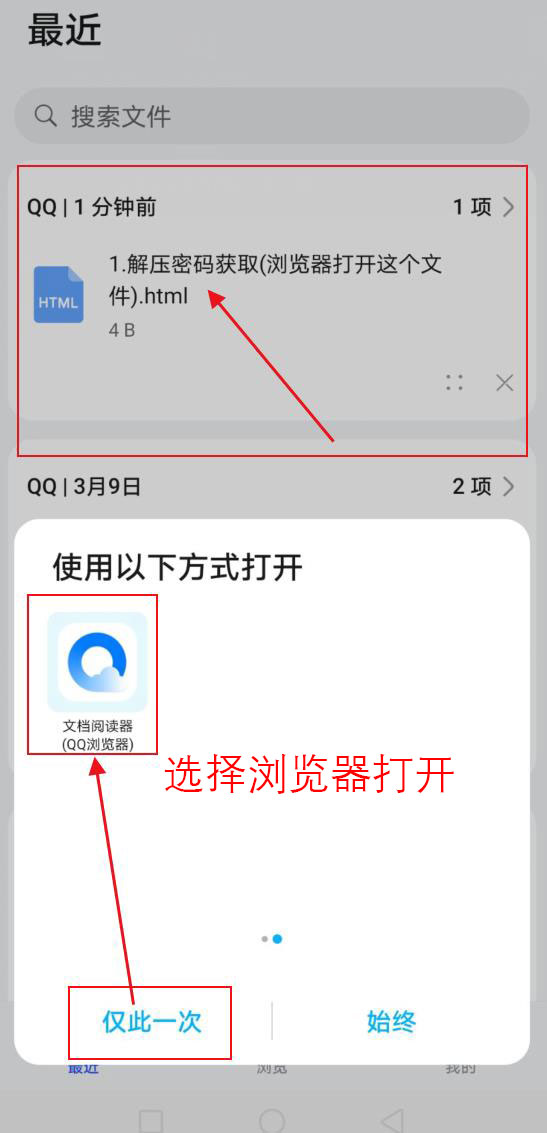 最近
搜索文件
QQ | 1 分钟前
1 项
1.解压密码获取(浏览器打开这个文
件).html
HTML
4 B
QQ | 3月9日
2 项
使用以下方式打开
文档阅读器
(QQ浏览器)
选择浏览器打开
仅此一次
始终
最近
浏览
我的